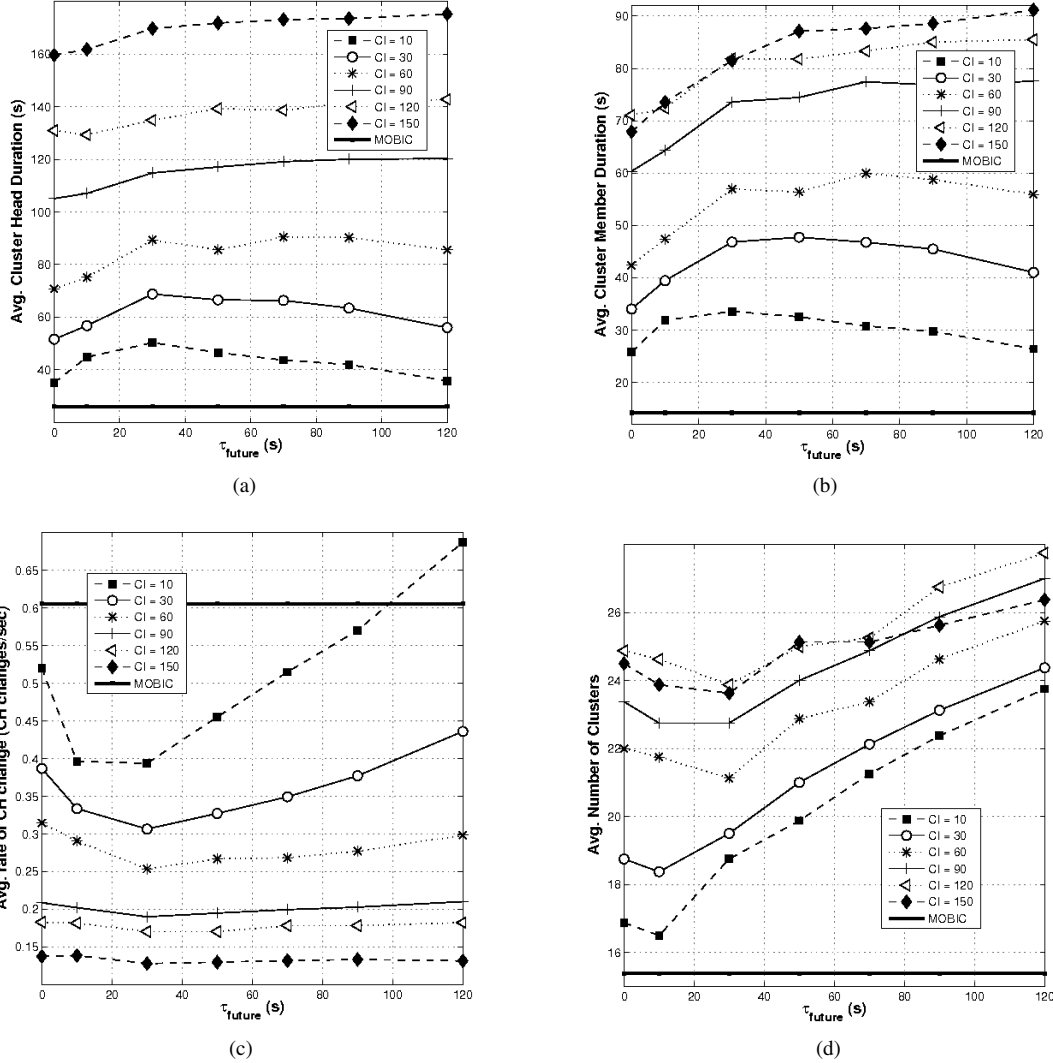 160
140
120
100
80
60
40
Avg. Cluster Head Duration (s)
CI = 10
CI = 30
CI = 60
CI = 90
CI = 120
CI = 150
MOBIC
0 20 40 60 80 100 120
τfuture (s)
(a)
90
80
70
60
50
40
30
20
Avg. Cluster Member Duration (s)
CI = 10
CI = 30
CI = 60
CI = 90
CI = 120
CI = 150
MOBIC
0 20 40 60 80 100 120
τfuture (s)
(b)
0.65
0.6
0.55
0.5
0.45
0.4
0.35
0.3
0.25
0.2
0.15
Avg. rate of CH change (CH changes/sec)
CI = 10
CI = 30
CI = 60
CI = 90
CI = 120
CI = 150
MOBIC
0 20 40 60 80 100 120
τfuture (s)
(c)
26
24
22
20
18
16
Avg. Number of Clusters
CI = 10
CI = 30
CI = 60
CI = 90
CI = 120
CI = 150
MOBIC
0 20 40 60 80 100 120
τfuture (s)
(d)